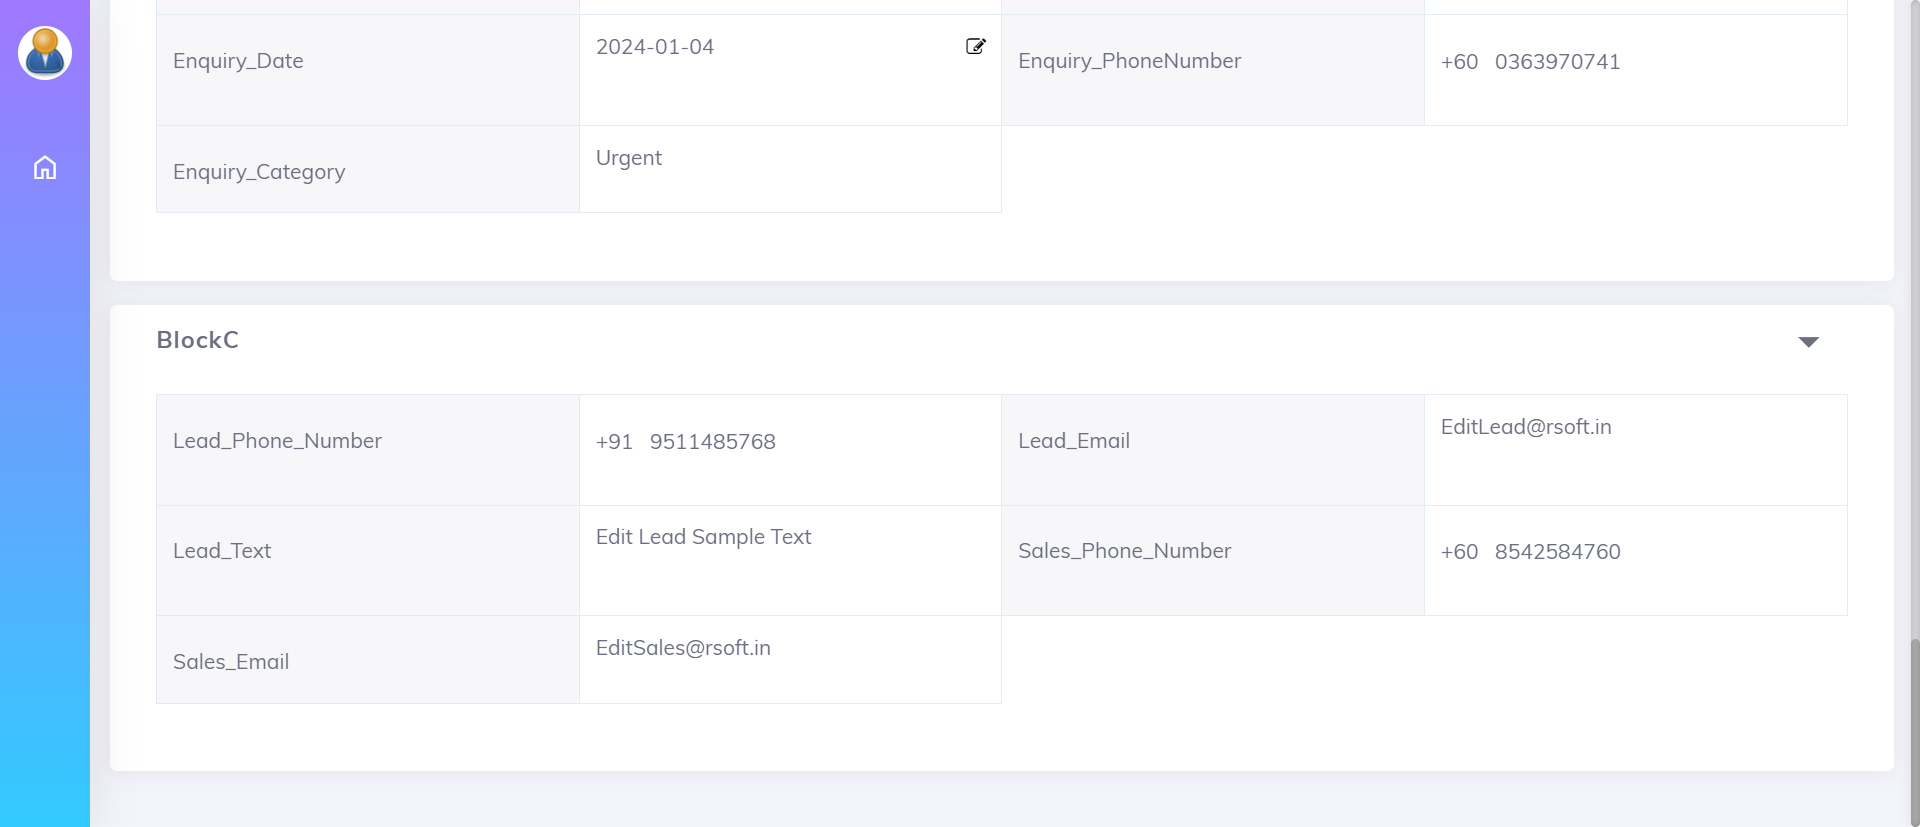 Enquiry_Date 2024-01-04 Enquiry_PhoneNumber +60 0363970741
Enquiry_Category Urgent
BlockC
Lead_Phone_Number +91 9511485768 Lead_Email EditLead@rsoft.in
Lead_Text Edit Lead Sample Text Sales_Phone_Number +60 8542584760
Sales_Email EditSales@rsoft.in